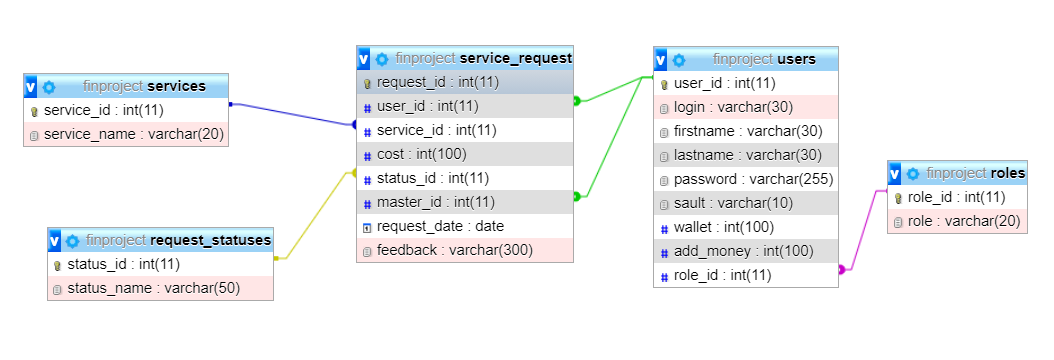 v finproject services
service_id : int(11)
service_name : varchar(20)
v finproject request_statuses
status_id : int(11)
status_name : varchar(50)
v finproject service_request
request_id : int(11)
# user_id : int(11)
# service_id : int(11)
# cost : int(100)
# status_id : int(11)
# master_id : int(11)
request_date : date
feedback : varchar(300)
v finproject users
user_id : int(11)
login : varchar(30)
firstname : varchar(30)
lastname : varchar(30)
password : varchar(255)
sault : varchar(10)
# wallet : int(100)
# add_money : int(100)
# role_id : int(11)
v finproject roles
role_id : int(11)
role : varchar(20)